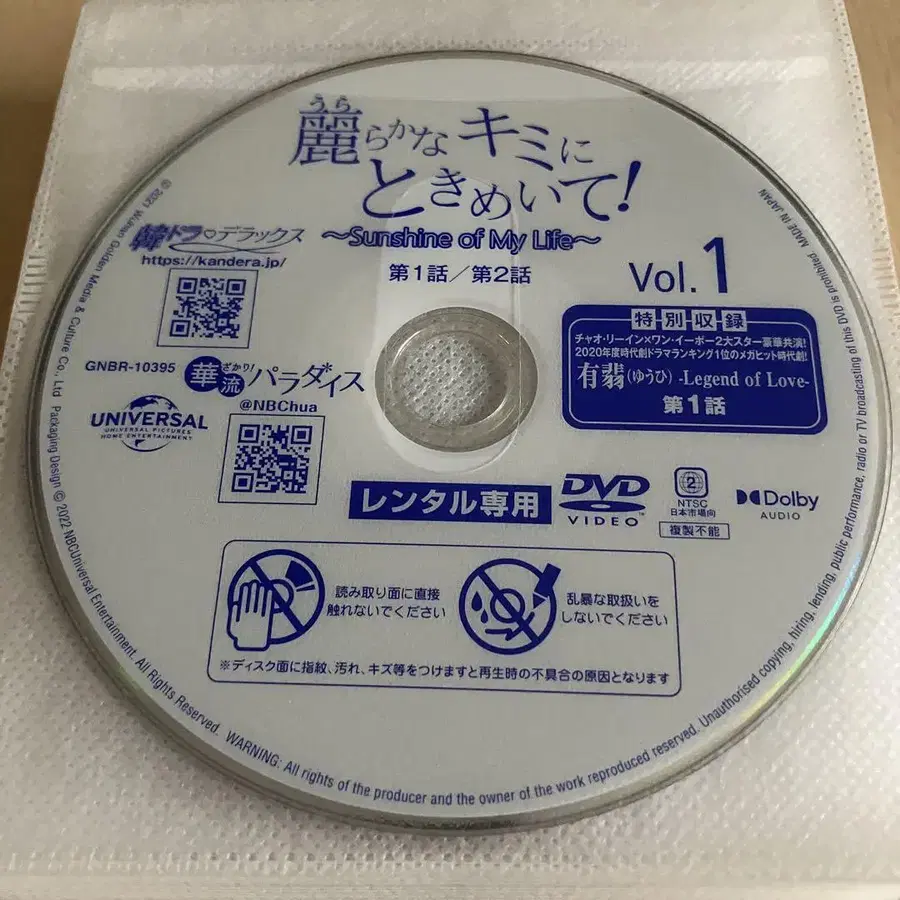 うら
麗らかなキミに
ときめいて!
～Sunshine of My Life～
第1話／第2話
Vol.1
韓ドラ♡デラックス
https://kandera.jp/
GNBR-10395
ざかり!
華流パラダイス
@NBChua
UNIVERSAL
UNIVERSAL PICTURES
HOME ENTERTAINMENT
特別収録
チャオ・リーイン×ワン・イーボー2大スター豪華共演!
2020年度時代劇ドラマランキング1位のメガヒット時代劇!
有翡(ゆうひ) -Legend of Love-
第1話
レンタル専用
DVD
VIDEO
2
NTSC
日本市場向
複製不能
Dolby
AUDIO
読み取り面に直接
触れないでください
乱暴な取扱いを
しないでください
※ディスク面に指紋、汚れ、キズ等をつけますと再生時の不具合の原因となります
© 2021 Wuhan Golden Media & Culture Co., Ltd Packaging Design © 2022 NBCUniversal Entertainment. All Rights Reserved. WARNING: All rights of the producer and the owner of the work reproduced reserved. Unauthorised copying, hiring, lending, public performance, radio or TV broadcasting of this DVD is prohibited MADE IN JAPAN